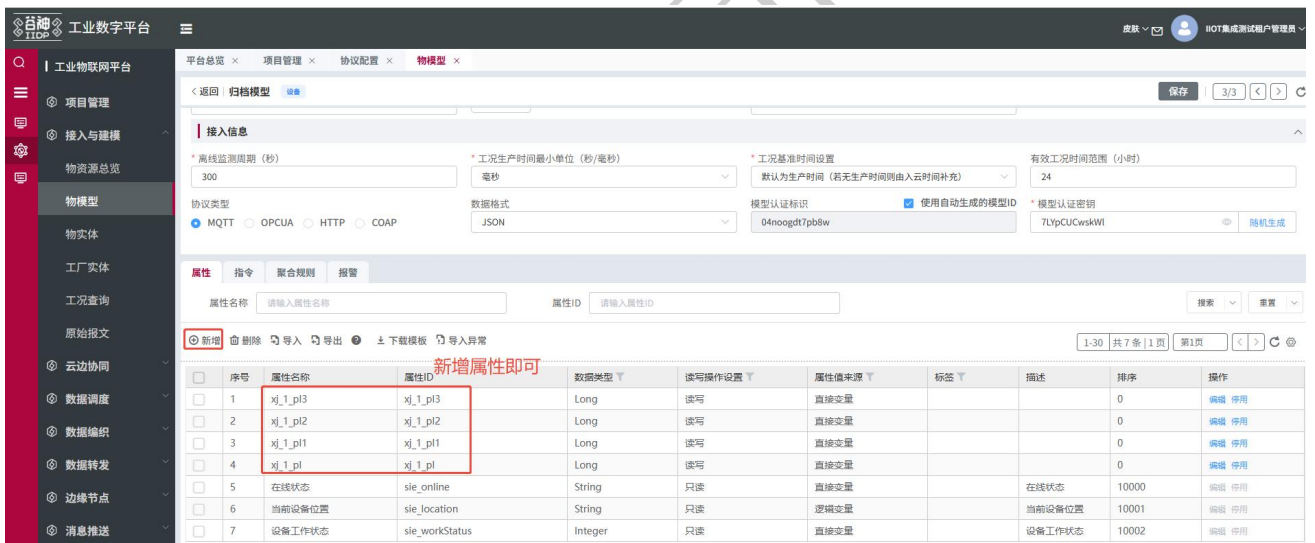 谷神 IIDP 工业数字平台 皮肤 IIOT集成测试租户管理员
工业物联网平台
项目管理
接入与建模
物资源总览
物模型
物实体
工厂实体
工况查询
原始报文
云边协同
数据调度
数据编织
数据转发
边缘节点
消息推送
平台总览 × 项目管理 × 协议配置 × 物模型 ×
<返回 归档模型 设备 保存 3/3 < >
接入信息
* 离线监测周期（秒） * 工况生产时间最小单位（秒/毫秒） * 工况基准时间设置 有效工况时间范围（小时）
300 毫秒 默认为生产时间（若无生产时间则由入云时间补充） 24
协议类型 数据格式 模型认证标识 使用自动生成的模型ID * 模型认证密钥
MQTT OPCUA HTTP COAP JSON 04noogdt7pb8w 7LYpCUCwskWl 随机生成
属性 指令 聚合规则 报警
属性名称 请输入属性名称 属性ID 请输入属性ID 搜索 重置
新增 删除 导入 导出 下载模板 导入异常 1-30 共7条|1页 第1页 < >
新增属性即可
序号 属性名称 属性ID 数据类型 读写操作设置 属性值来源 标签 描述 排序 操作
1 xj_1_pl3 xj_1_pl3 Long 读写 直接变量 0 编辑 停用
2 xj_1_pl2 xj_1_pl2 Long 读写 直接变量 0 编辑 停用
3 xj_1_pl1 xj_1_pl1 Long 读写 直接变量 0 编辑 停用
4 xj_1_pl xj_1_pl Long 读写 直接变量 0 编辑 停用
5 在线状态 sie_online String 只读 直接变量 在线状态 10000 编辑 停用
6 当前设备位置 sie_location String 只读 逻辑变量 当前设备位置 10001 编辑 停用
7 设备工作状态 sie_workStatus Integer 只读 直接变量 设备工作状态 10002 编辑 停用